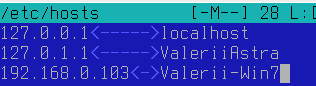 /etc/hosts [-M--] 28 L:[
127.0.0.1<----->localhost
127.0.1.1<----->ValeriiAstra
192.168.0.103<->Valerii-Win7